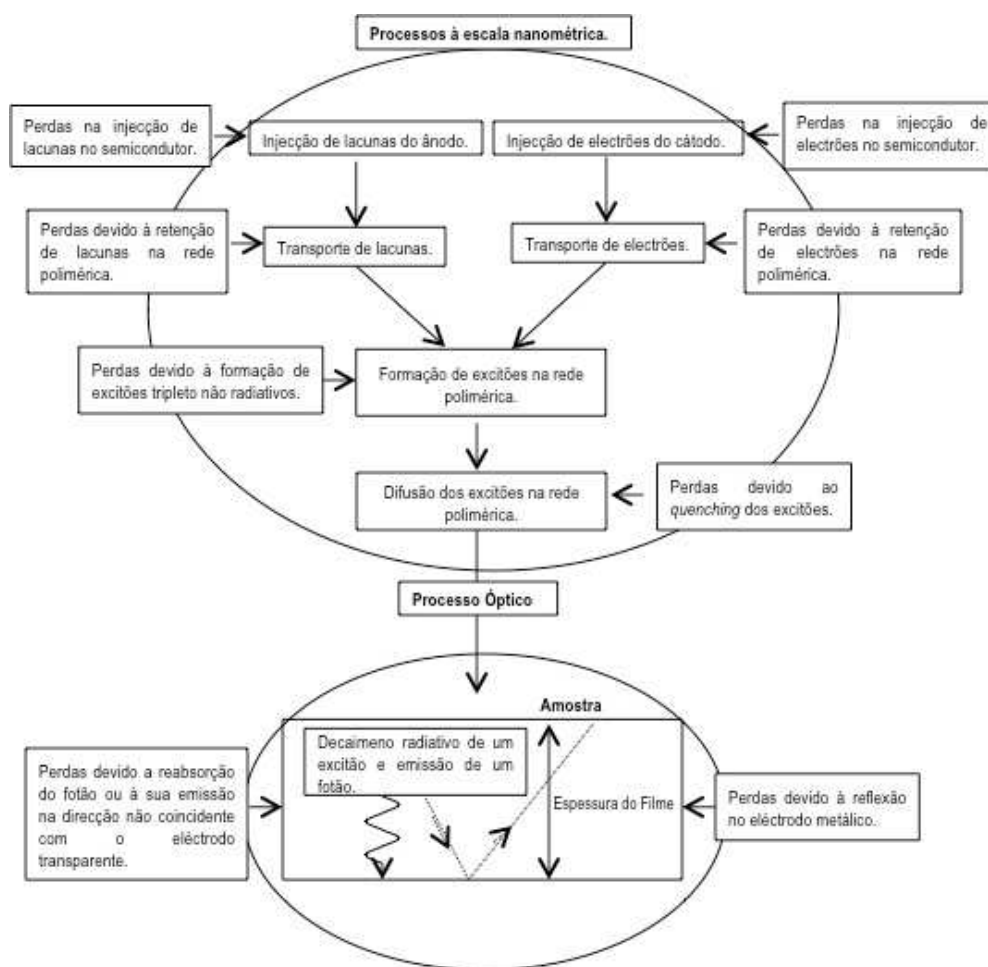 Processos à escala nanométrica.
Perdas na injecção de
lacunas no semicondutor.
Injecção de lacunas do ânodo.
Injecção de electrões do cátodo.
Perdas na injecção de
electrões no semicondutor.
Perdas devido à retenção
de lacunas na rede
polimérica.
Transporte de lacunas.
Transporte de electrões.
Perdas devido à retenção
de electrões na rede
polimérica.
Perdas devido à formação de
excitões tripleto não radiativos.
Formação de excitões na rede
polimérica.
Difusão dos excitões na rede
polimérica.
Perdas devido ao
quenching dos excitões.
Processo Óptico
Amostra
Decaimeno radiativo de um
excitão e emissão de um
fotão.
Espessura do Filme
Perdas devido a reabsorção
do fotão ou à sua emissão
na direcção não coincidente
com o eléctrodo
transparente.
Perdas devido à reflexão
no eléctrodo metálico.